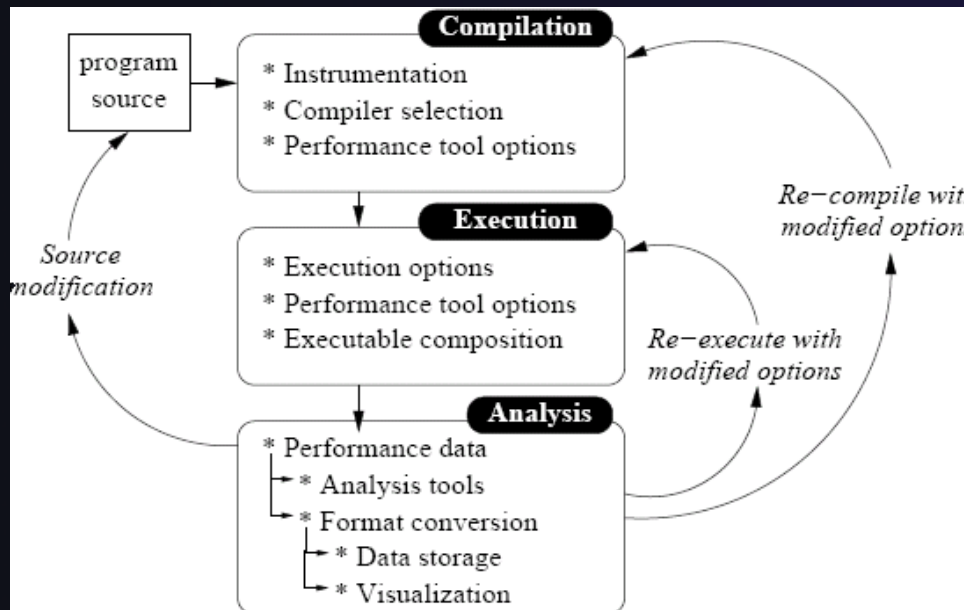 Compilation
program
source
* Instrumentation
* Compiler selection
* Performance tool options
Execution
* Execution options
* Performance tool options
* Executable composition
Source
modification
Re-compile with
modified option
Re-execute with
modified options
Analysis
* Performance data
* Analysis tools
* Format conversion
* Data storage
* Visualization